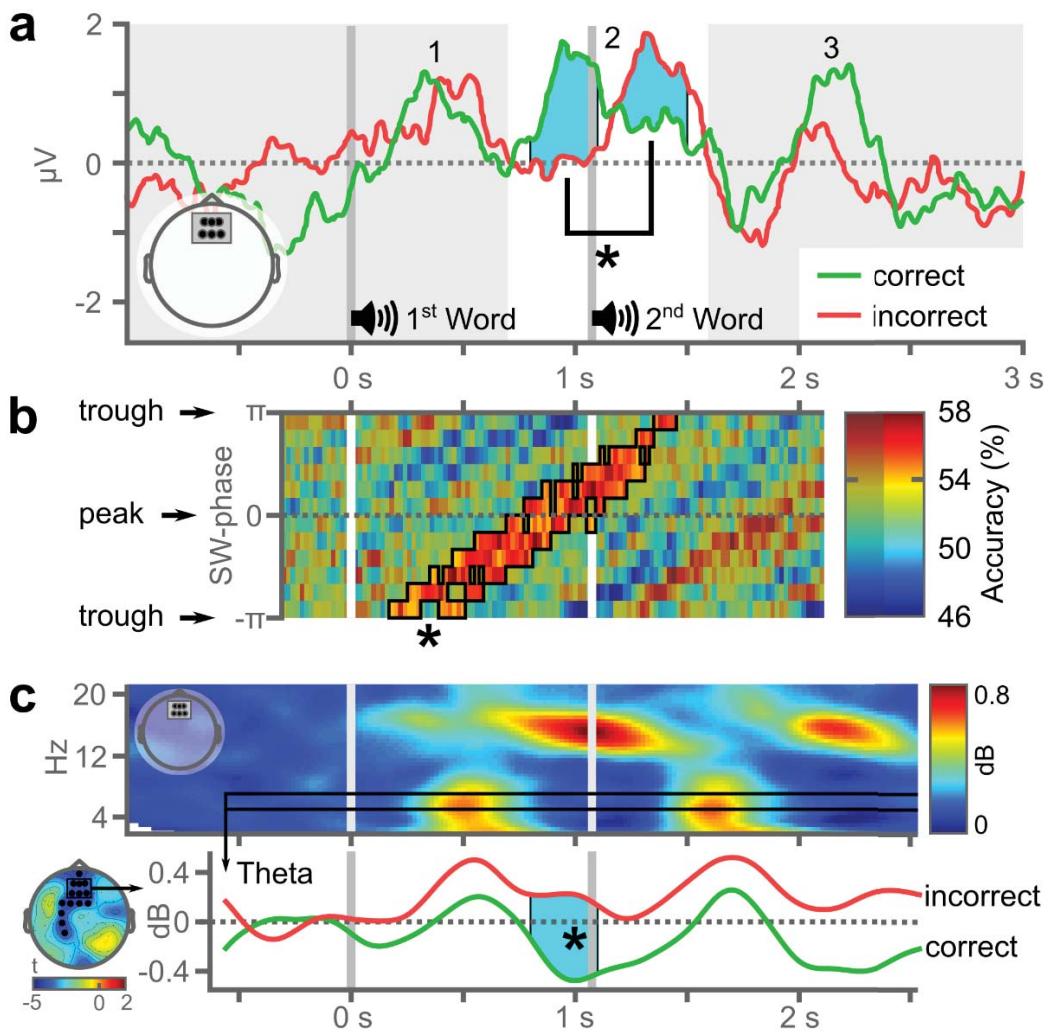 a
2
1
2
3
μV
0
*
-2
1st Word
2nd Word
correct
incorrect
0 s
1 s
2 s
3 s
b
trough
π
58
peak
SW-phase
0
54
50
Accuracy (%)
trough
-π
46
*
c
20
Hz
12
4
0.8
dB
0
Theta
0.4
dB
0
-0.4
*
incorrect
correct
t
-5 0 2
0 s
1 s
2 s